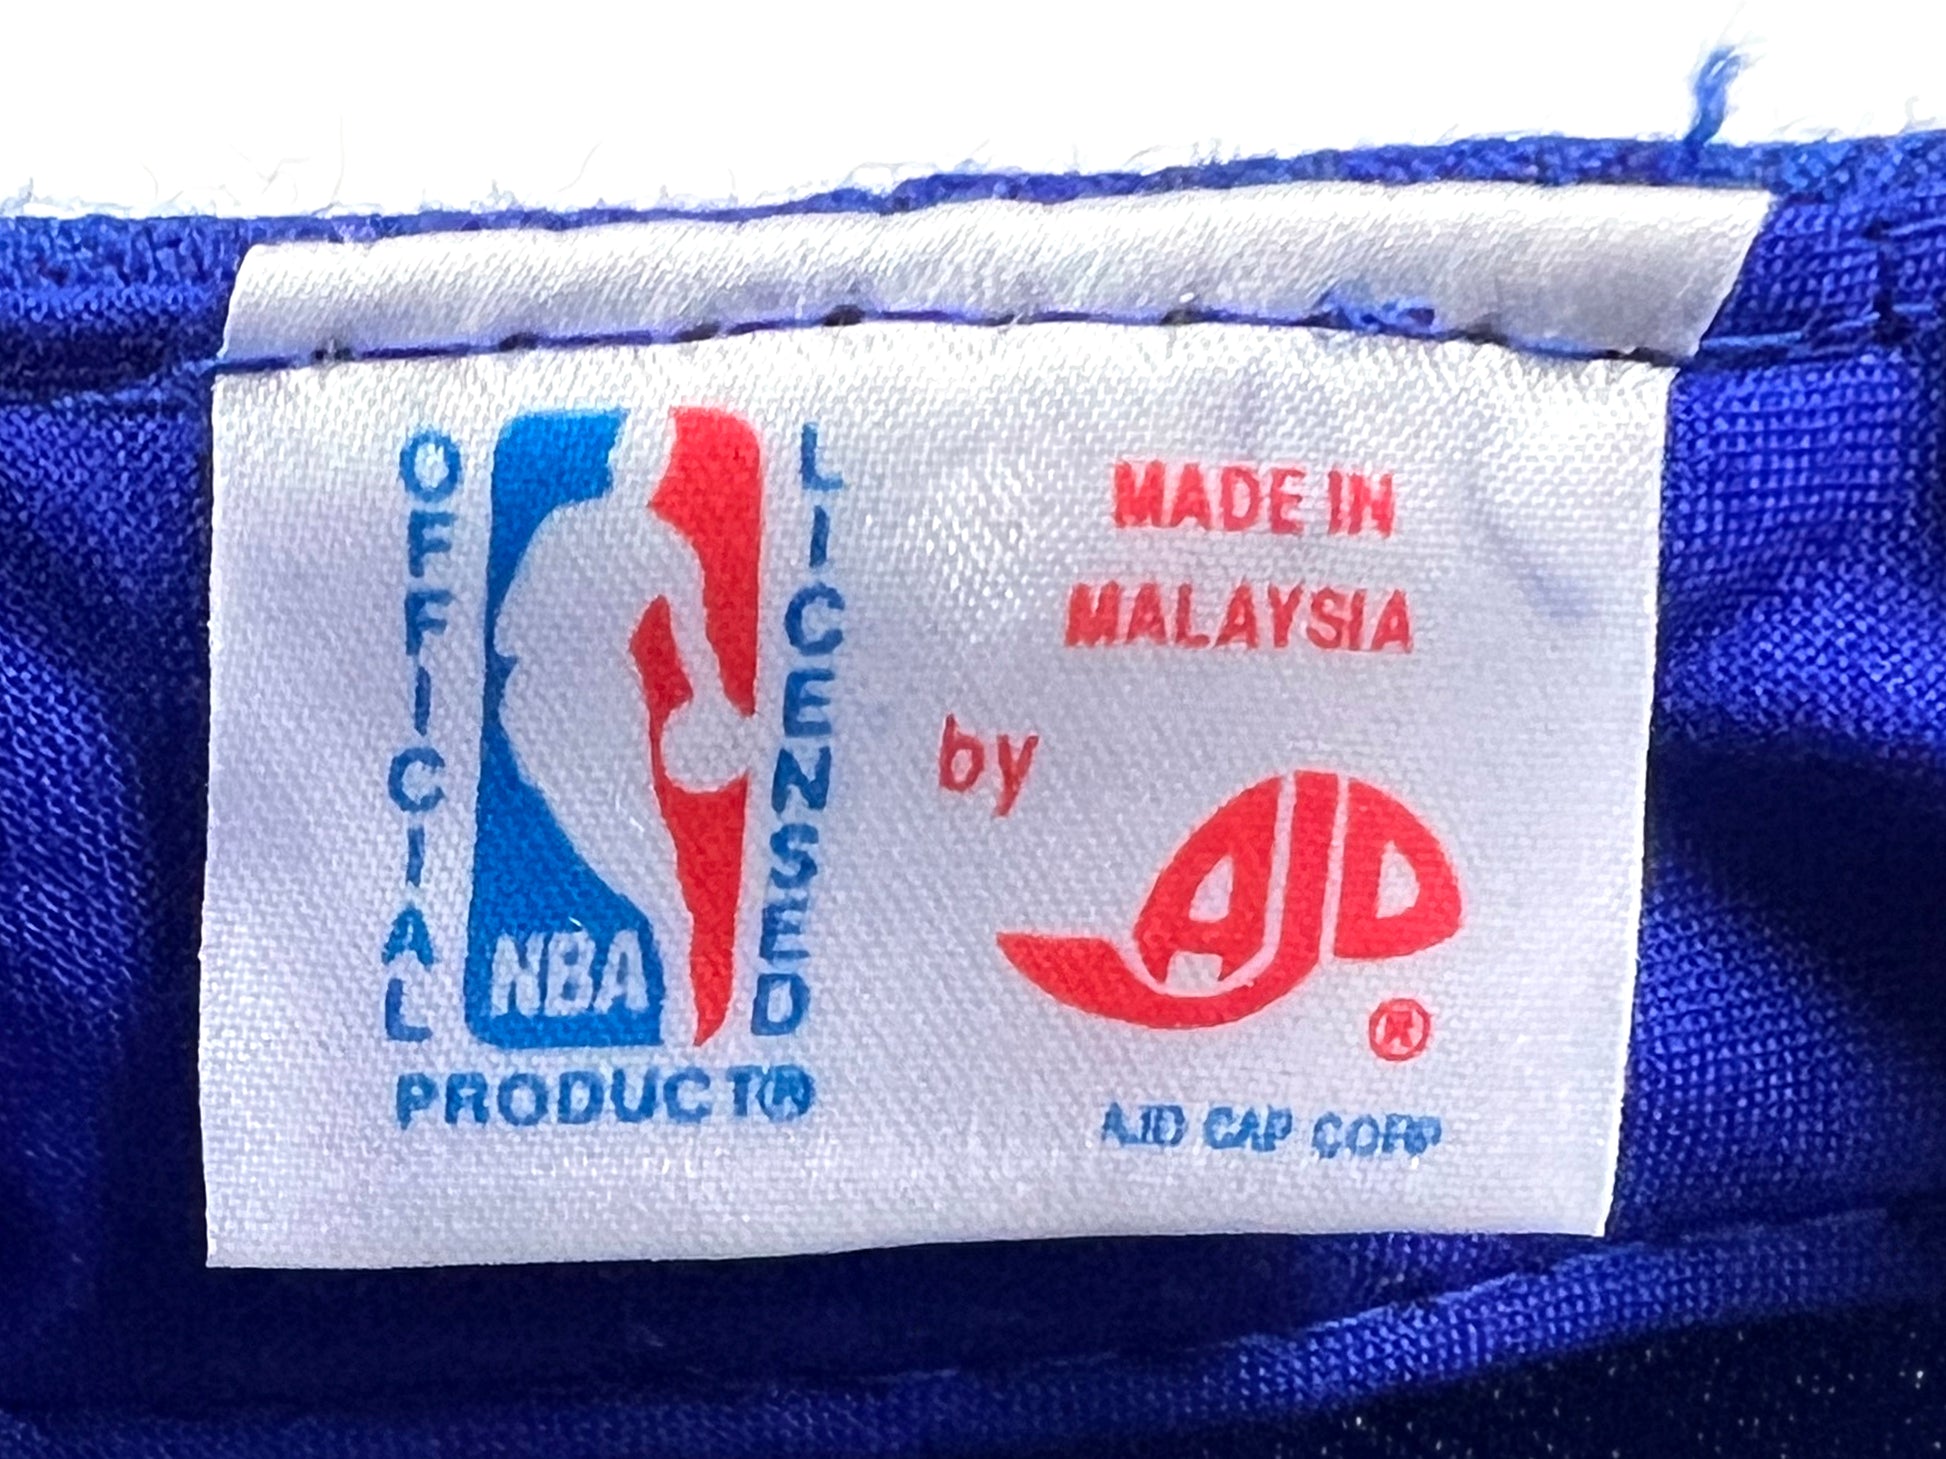 OFFICIAL
LICENSED
NBA
PRODUCT®
MADE IN
MALAYSIA
by
AJD
®
AJD CAP CORP